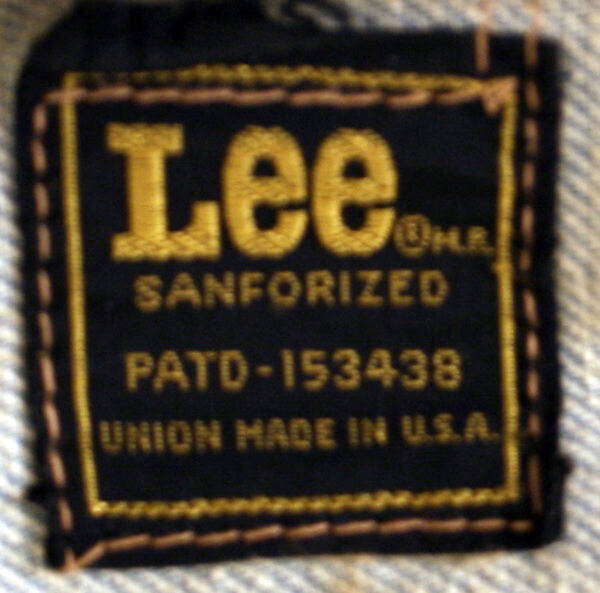 Lee ® M.R.
SANFORIZED
PATD-153438
UNION MADE IN U.S.A.